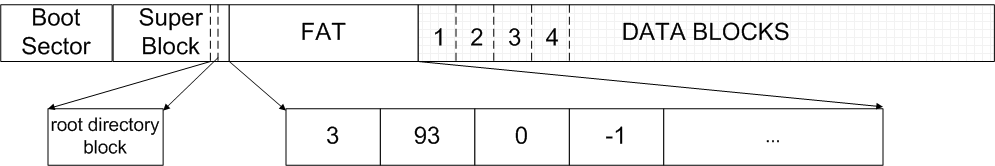 Boot
Sector
Super
Block
FAT
1 2 3 4
DATA BLOCKS
root directory
block
3 93 0 -1 ...